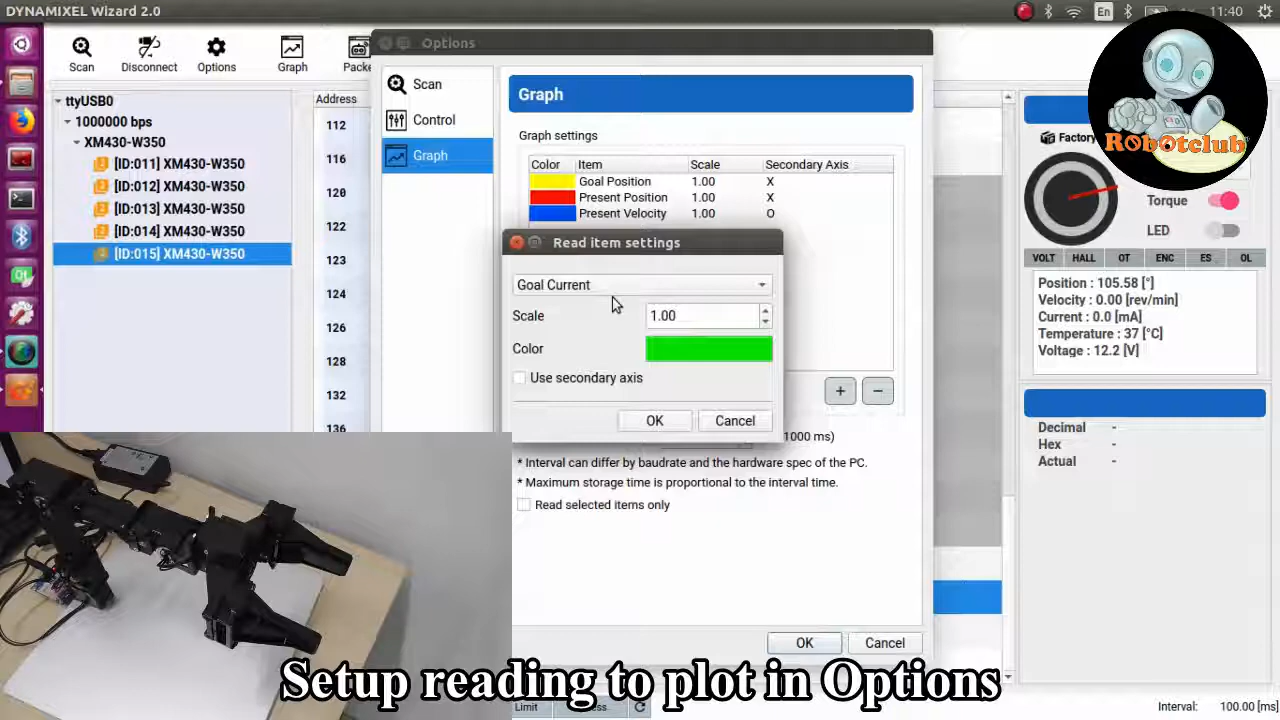 DYNAMIXEL Wizard 2.0
En
11:40
Scan
Disconnect
Options
Graph
Packe
ttyUSB0
1000000 bps
XM430-W350
[ID:011] XM430-W350
[ID:012] XM430-W350
[ID:013] XM430-W350
[ID:014] XM430-W350
[ID:015] XM430-W350
Address
112
116
120
122
123
124
126
128
132
136
Options
Scan
Control
Graph
Graph
Graph settings
Color Item Scale Secondary Axis
Goal Position 1.00 X
Present Position 1.00 X
Present Velocity 1.00 O
Read item settings
Goal Current
Scale 1.00
Color
Use secondary axis
OK Cancel
+ −
1000 ms)
* Interval can differ by baudrate and the hardware spec of the PC.
* Maximum storage time is proportional to the interval time.
Read selected items only
OK Cancel
Rob0tclub
Factory
Torque
LED
VOLT HALL OT ENC ES OL
Position : 105.58 [°]
Velocity : 0.00 [rev/min]
Current : 0.0 [mA]
Temperature : 37 [°C]
Voltage : 12.2 [V]
Decimal -
Hex -
Actual -
Setup reading to plot in Options
Limit
Interval: 100.00 [ms]